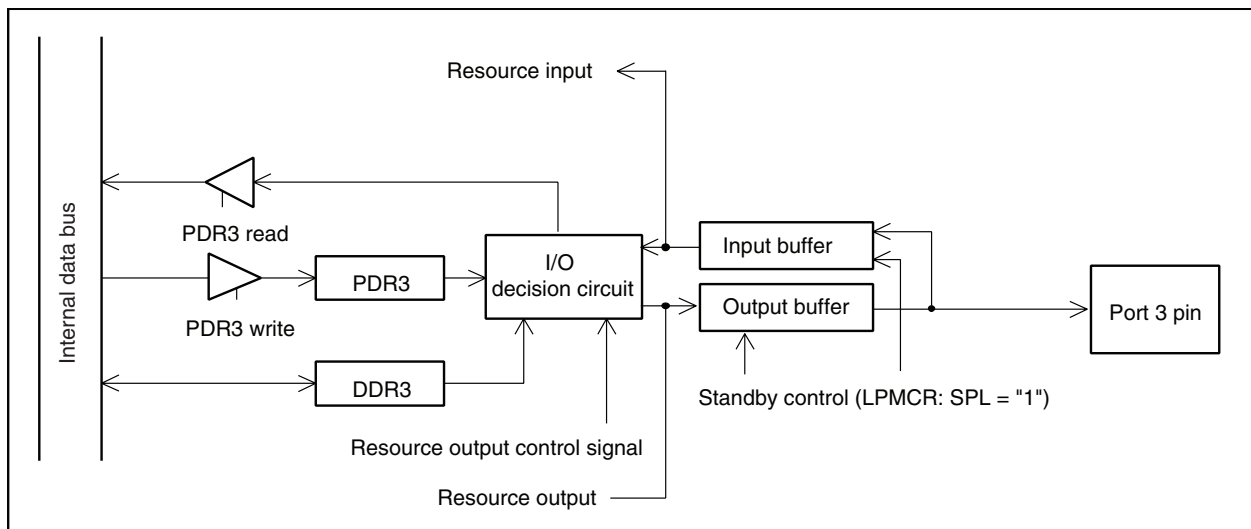 Resource input
Internal data bus
PDR3 read
Input buffer
I/O
decision circuit
PDR3
Output buffer
Port 3 pin
PDR3 write
DDR3
Standby control (LPMCR: SPL = "1")
Resource output control signal
Resource output